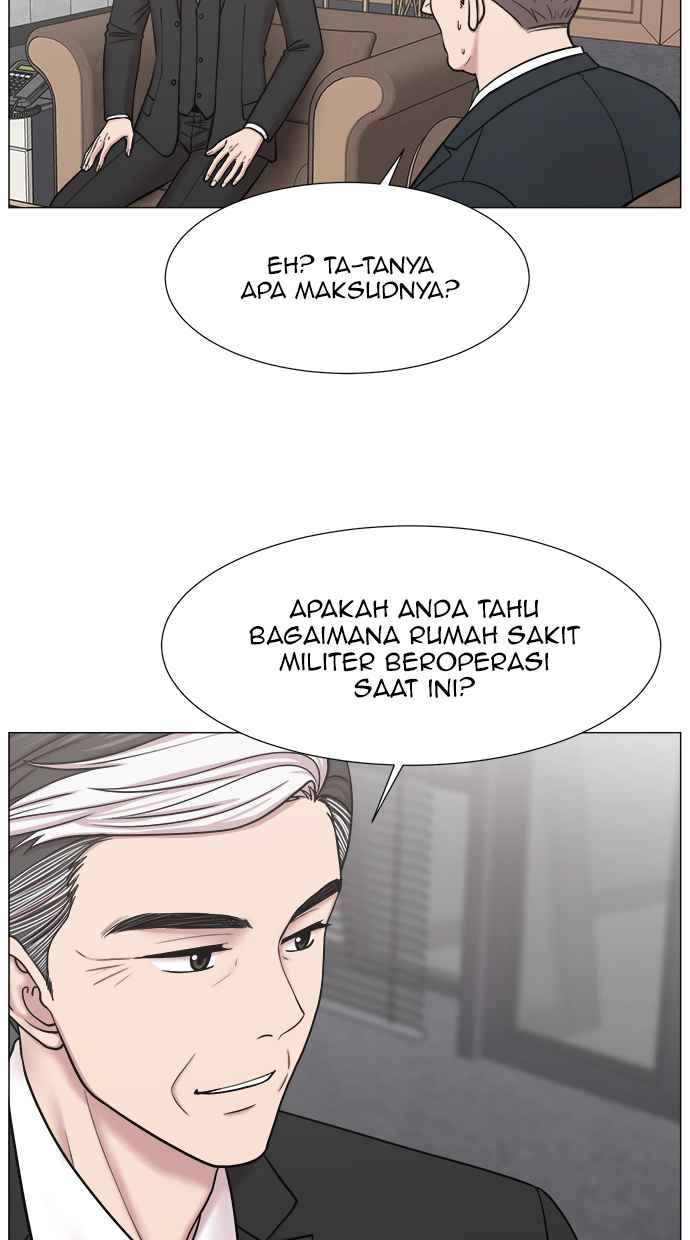 EH? TA-TANYA
APA MAKSUDNYA?
APAKAH ANDA TAHU
BAGAIMANA RUMAH SAKIT
MILITER BEROPERASI
SAAT INI?